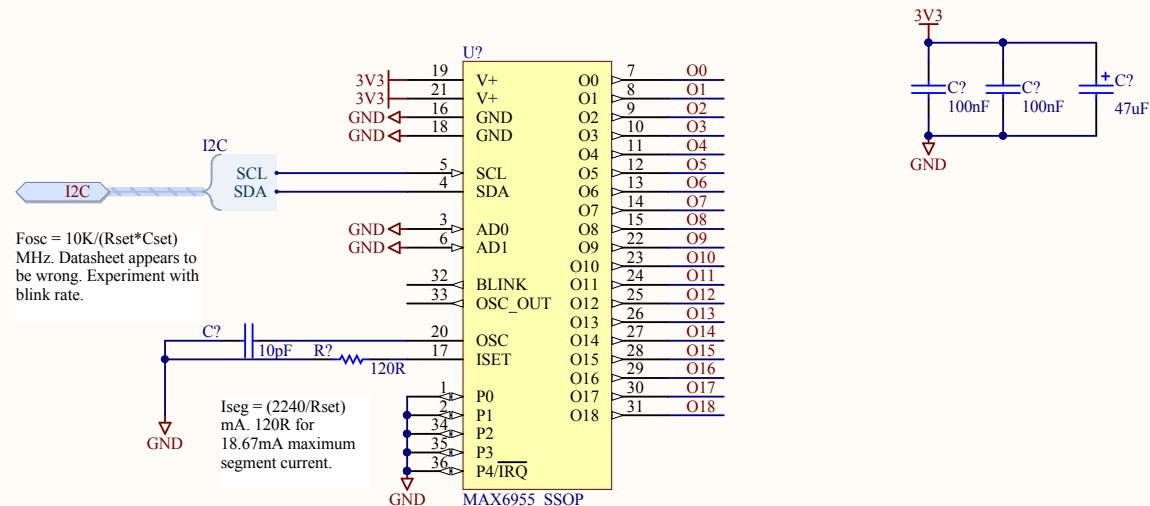 U?
3V3 19 V+
3V3 21 V+
GND 16 GND
GND 18 GND
I2C
I2C
SCL
SDA
5 SCL
4 SDA
GND 3 AD0
GND 6 AD1
32 BLINK
33 OSC_OUT
20 OSC
17 ISET
1 P0
2 P1
34 P2
35 P3
36 P4/IRQ
GND
MAX6955 SSOP
Fosc = 10K/(Rset*Cset)
MHz. Datasheet appears to
be wrong. Experiment with
blink rate.
C?
10pF
R?
120R
GND
Iseg = (2240/Rset)
mA. 120R for
18.67mA maximum
segment current.
O0 7 O0
O1 8 O1
O2 9 O2
O3 10 O3
O4 11 O4
O5 12 O5
O6 13 O6
O7 14 O7
O8 15 O8
O9 22 O9
O10 23 O10
O11 24 O11
O12 25 O12
O13 26 O13
O14 27 O14
O15 28 O15
O16 29 O16
O17 30 O17
O18 31 O18
3V3
C?
100nF
C?
100nF
+
C?
47uF
GND